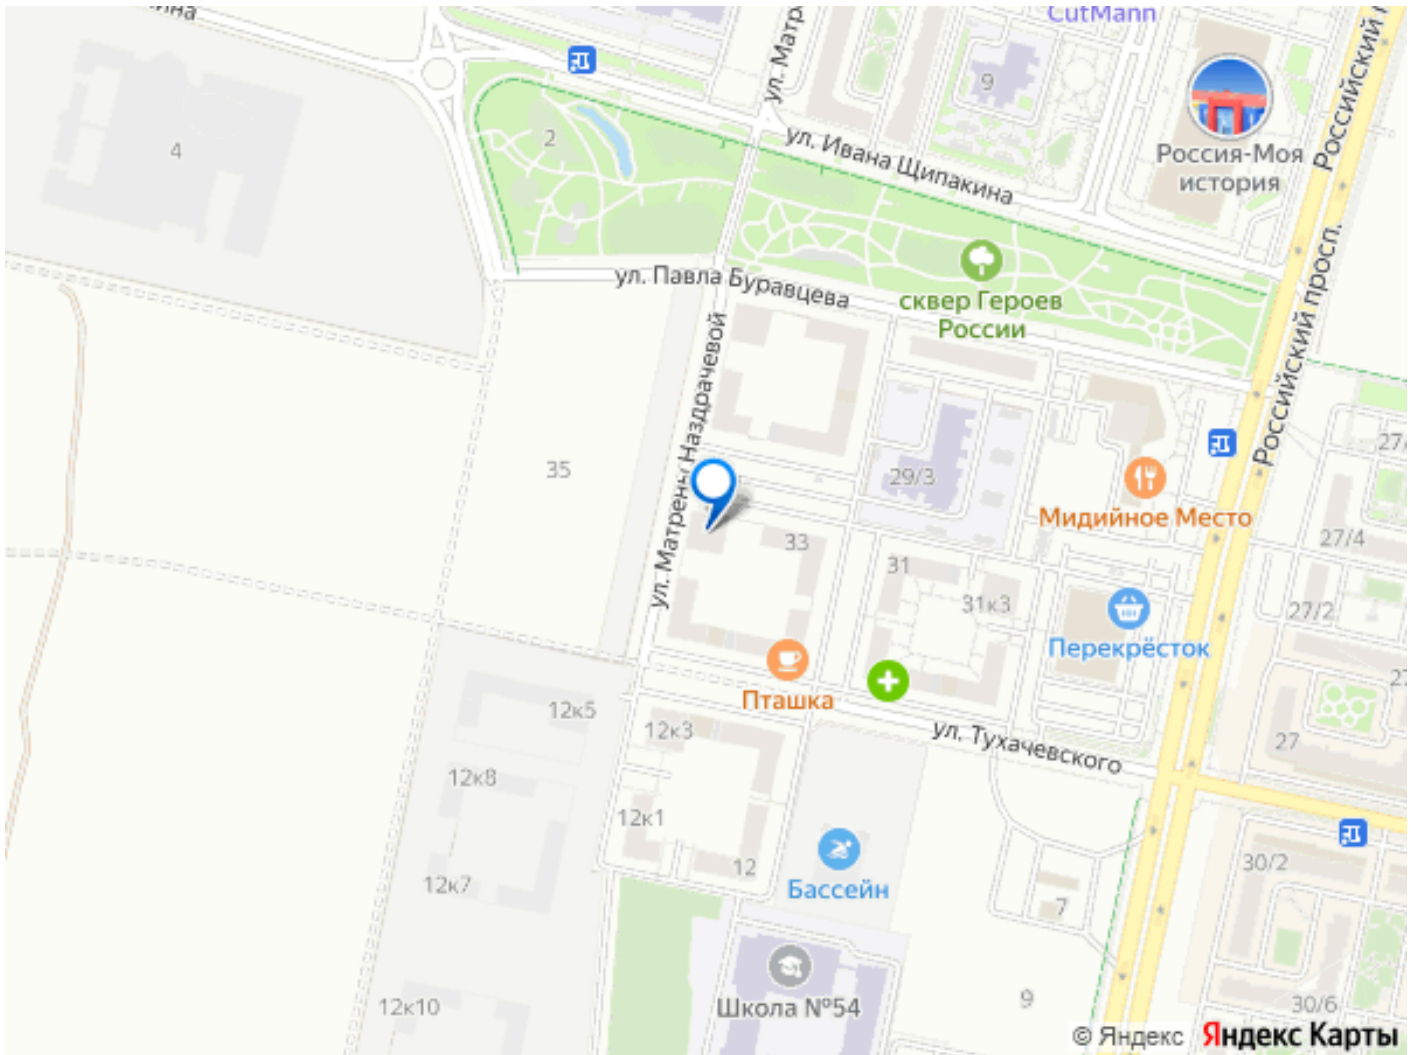 CutMann
ул. Матр
Российский п
9
4
2
ул. Ивана Щипакина
Россия-Моя
история
Российский просп.
ул. Павла Буравцева
сквер Героев
России
ул. Матрены Наздрачевой
35
29/3
Мидийное Место
27/4
33
31
31к3
27/2
Перекрёсток
Пташка
12к5
12к3
ул. Тухачевского
27
12к8
12к1
Бассейн
12
30/2
12к7
7
Школа №54
9
12к10
30/6
© Яндекс Яндекс Карты